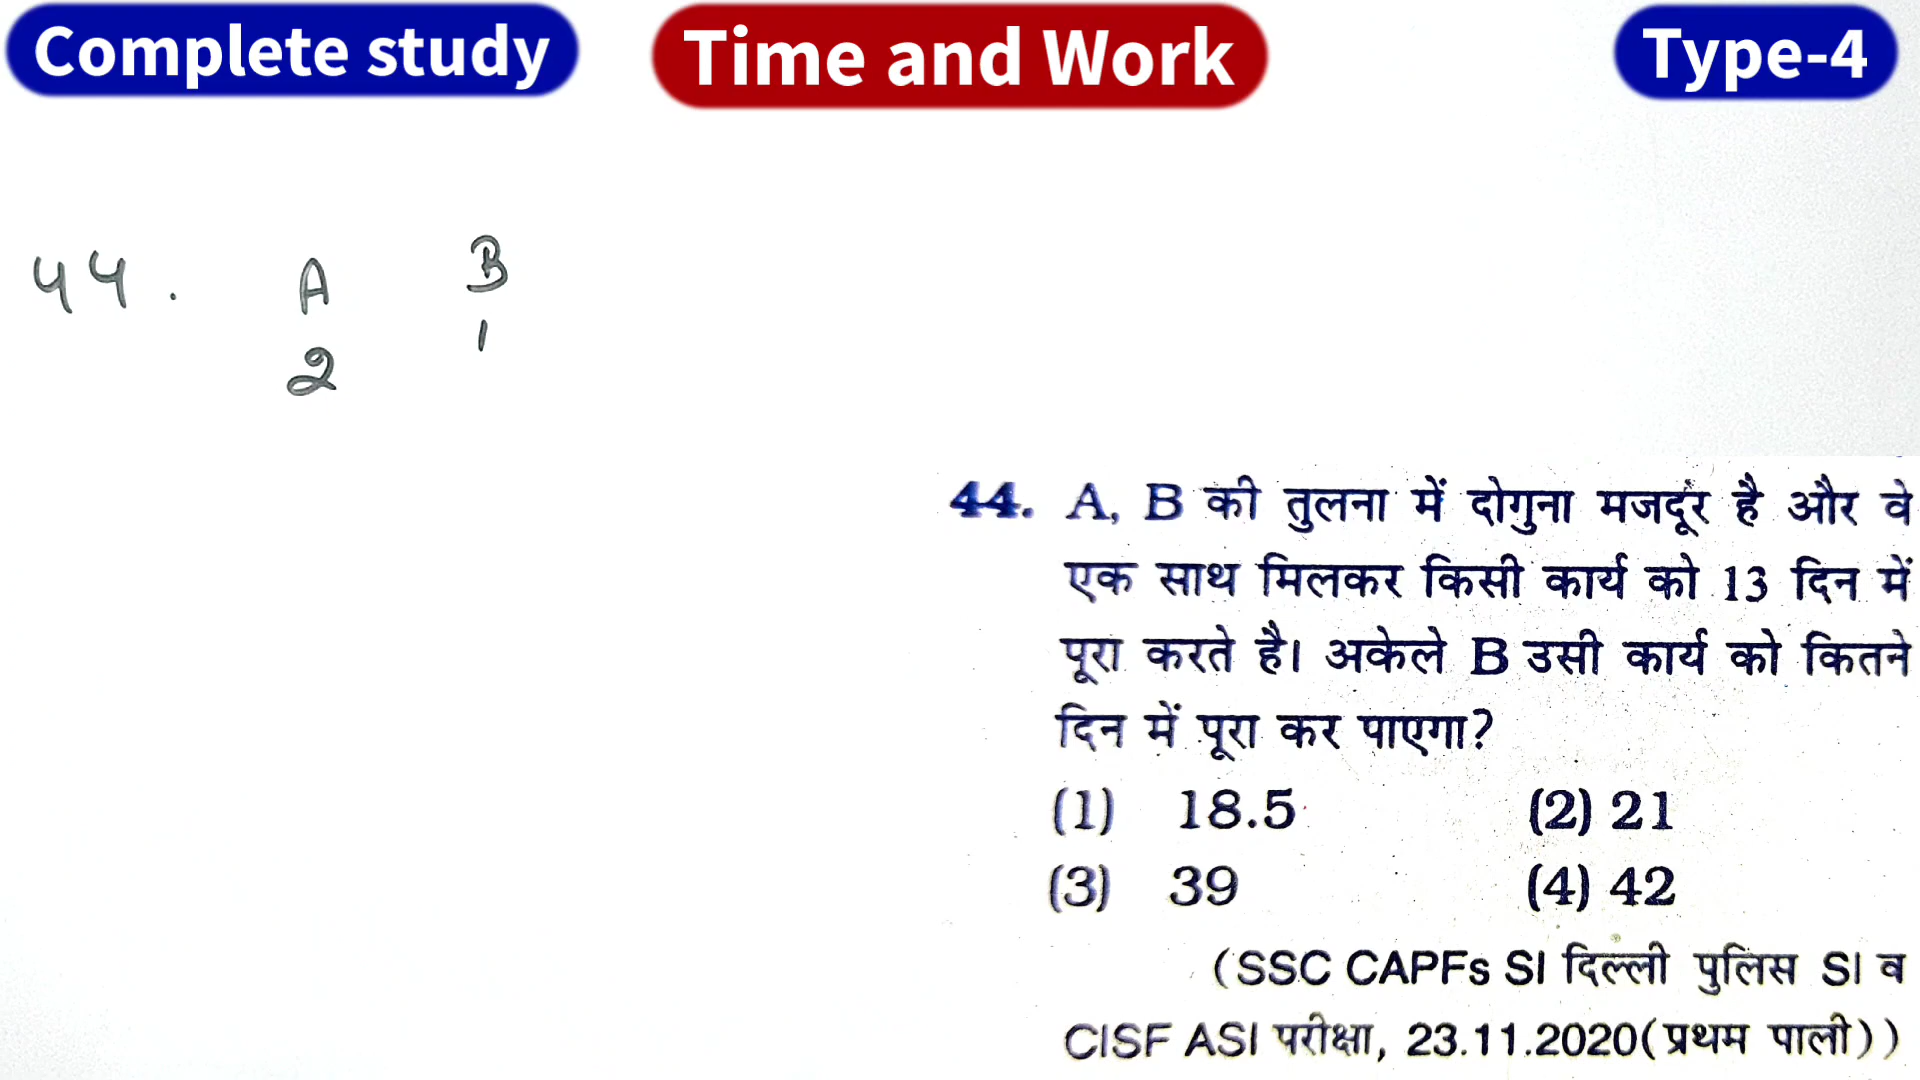 Complete study
Time and Work
Type-4
44. A B
2 1
44. A, B की तुलना में दोगुना मजदूर है और वे
एक साथ मिलकर किसी कार्य को 13 दिन में
पूरा करते है। अकेले B उसी कार्य को कितने
दिन में पूरा कर पाएगा?
(1) 18.5 (2) 21
(3) 39 (4) 42
(SSC CAPFs SI दिल्ली पुलिस SI व
CISF ASI परीक्षा, 23.11.2020(प्रथम पाली))